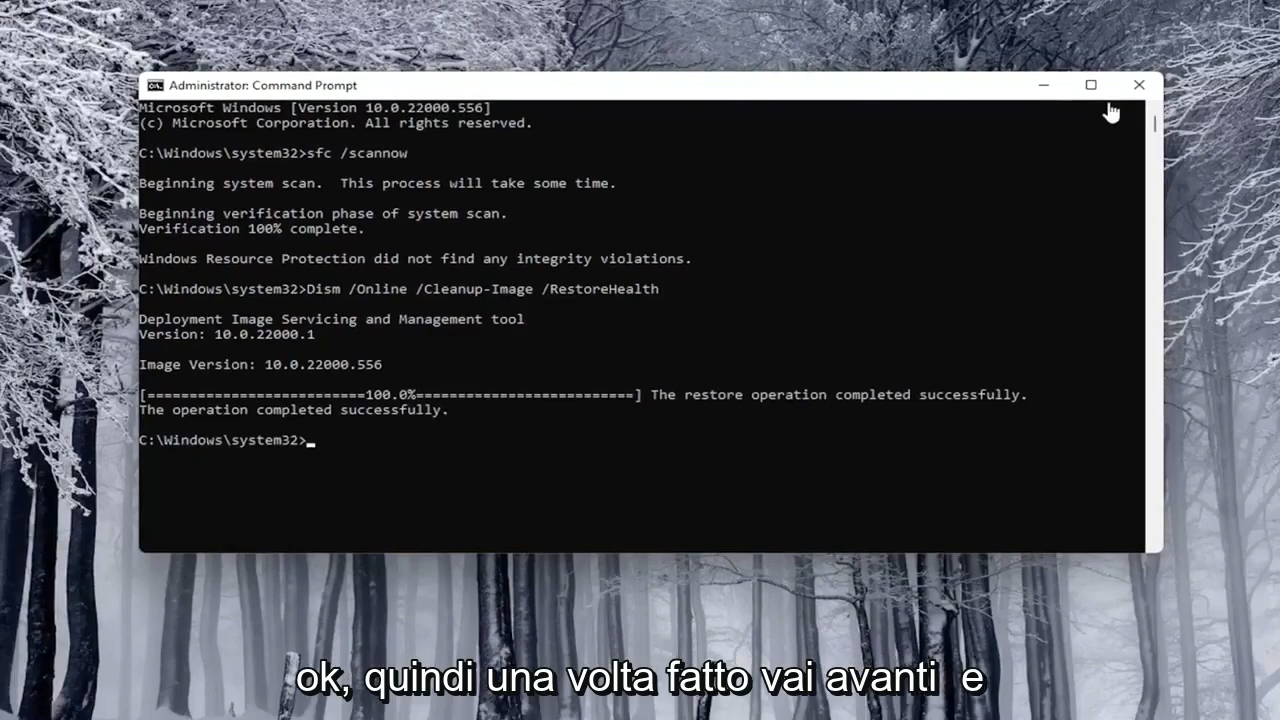 Administrator: Command Prompt
Microsoft Windows [Version 10.0.22000.556]
(c) Microsoft Corporation. All rights reserved.
C:\Windows\system32>sfc /scannow
Beginning system scan.  This process will take some time.
Beginning verification phase of system scan.
Verification 100% complete.
Windows Resource Protection did not find any integrity violations.
C:\Windows\system32>Dism /Online /Cleanup-Image /RestoreHealth
Deployment Image Servicing and Management tool
Version: 10.0.22000.1
Image Version: 10.0.22000.556
[==========================100.0%==========================] The restore operation completed successfully.
The operation completed successfully.
C:\Windows\system32>
ok, quindi una volta fatto vai avanti  e